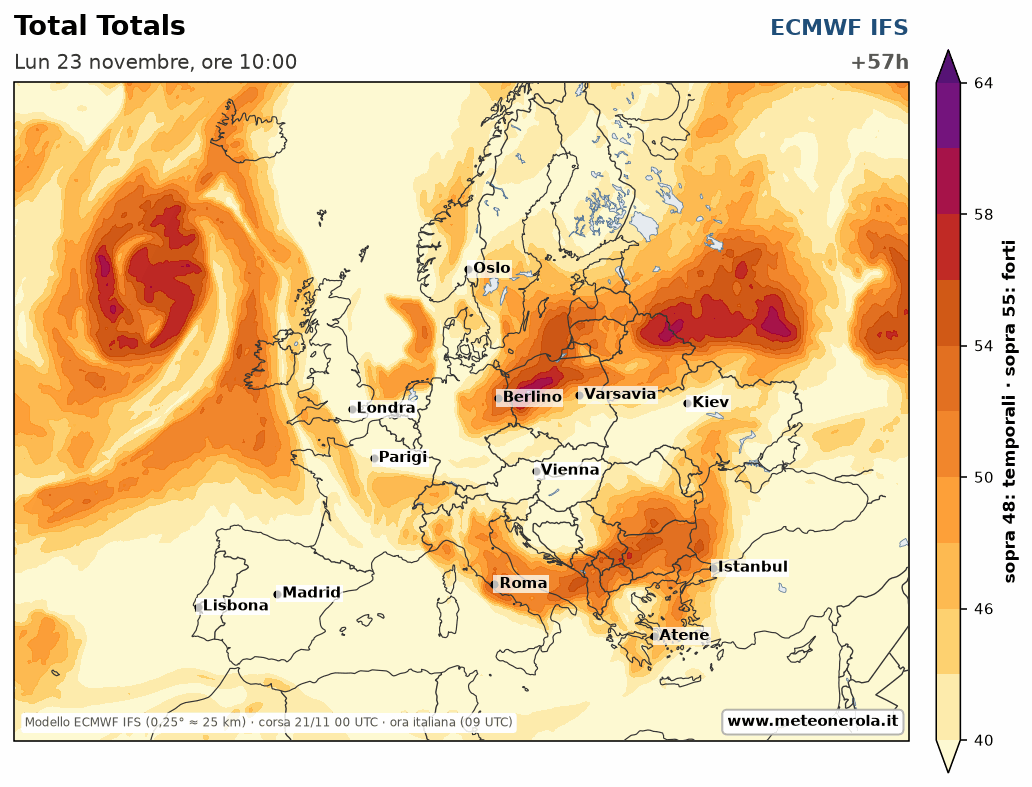 Total Totals
ECMWF IFS
Lun 23 novembre, ore 10:00
+57h
64
58
54
50
46
40
sopra 48: temporali · sopra 55: forti
Oslo
Berlino
Varsavia
Kiev
Londra
Parigi
Vienna
Istanbul
Roma
Madrid
Lisbona
Atene
Modello ECMWF IFS (0,25° ≈ 25 km) · corsa 21/11 00 UTC · ora italiana (09 UTC)
www.meteonerola.it